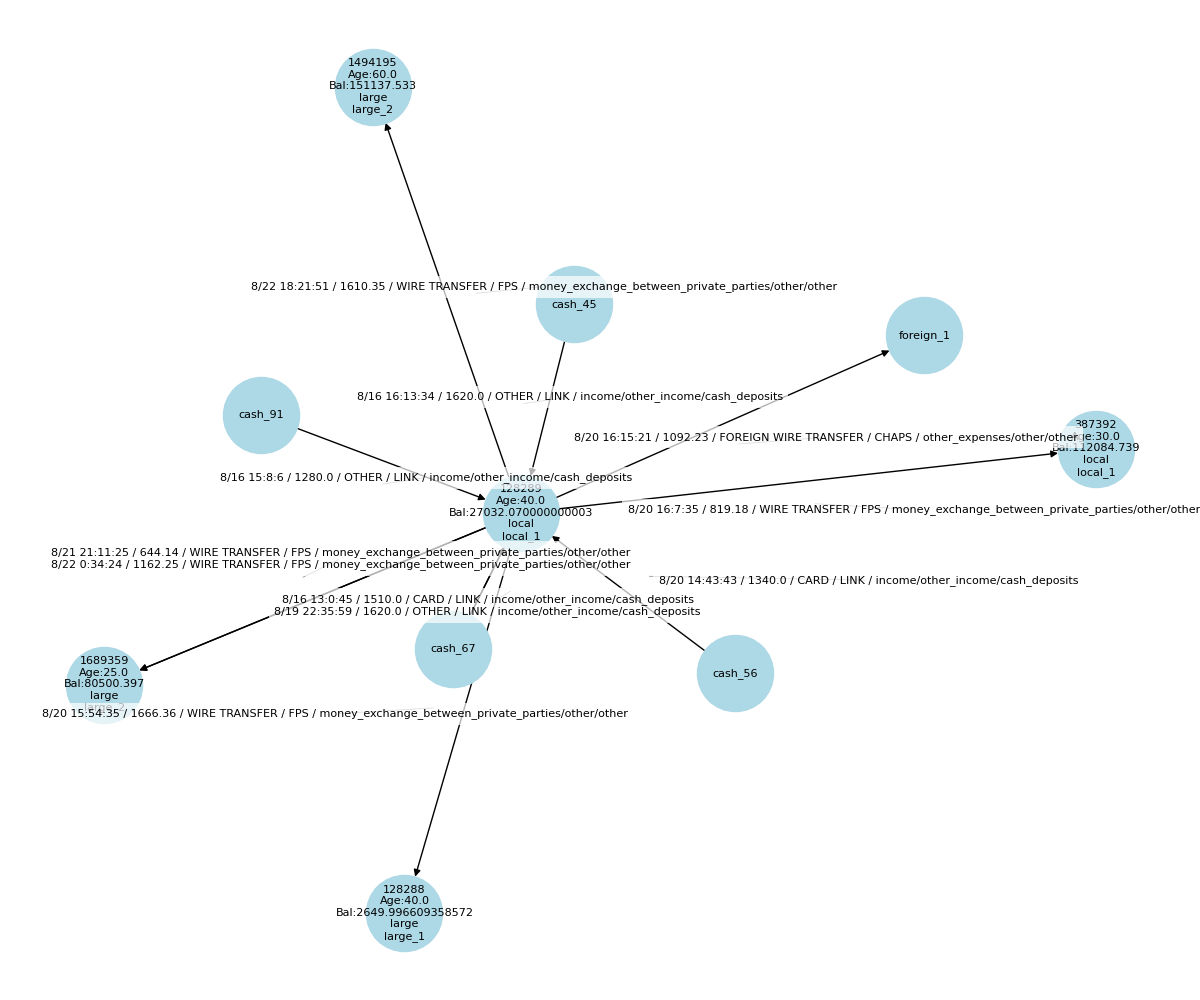 1494195
Age:60.0
Bal:151137.533
large
large_2
8/22 18:21:51 / 1610.35 / WIRE TRANSFER / FPS / money_exchange_between_private_parties/other/other
cash_45
foreign_1
8/16 16:13:34 / 1620.0 / OTHER / LINK / income/other_income/cash_deposits
cash_91
387392
Age:30.0
Bal:112084.739
local
local_1
8/20 16:15:21 / 1092.23 / FOREIGN WIRE TRANSFER / CHAPS / other_expenses/other/other
8/16 15:8:6 / 1280.0 / OTHER / LINK / income/other_income/cash_deposits
128289
Age:40.0
Bal:27032.070000000003
local
local_1
8/20 16:7:35 / 819.18 / WIRE TRANSFER / FPS / money_exchange_between_private_parties/other/other
8/21 21:11:25 / 644.14 / WIRE TRANSFER / FPS / money_exchange_between_private_parties/other/other
8/22 0:34:24 / 1162.25 / WIRE TRANSFER / FPS / money_exchange_between_private_parties/other/other
8/20 14:43:43 / 1340.0 / CARD / LINK / income/other_income/cash_deposits
8/16 13:0:45 / 1510.0 / CARD / LINK / income/other_income/cash_deposits
8/19 22:35:59 / 1620.0 / OTHER / LINK / income/other_income/cash_deposits
cash_67
cash_56
1689359
Age:25.0
Bal:80500.397
large
large_2
8/20 15:54:35 / 1666.36 / WIRE TRANSFER / FPS / money_exchange_between_private_parties/other/other
128288
Age:40.0
Bal:2649.996609358572
large
large_1